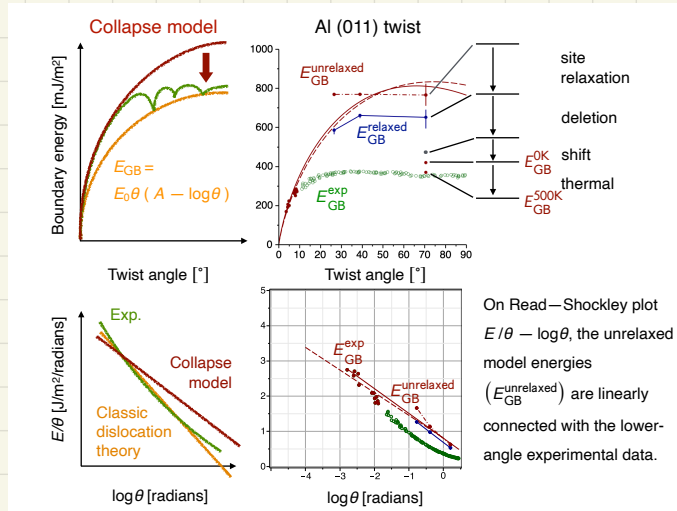 Collapse model
Boundary energy [mJ/m²]
E_GB =
E₀θ ( A – logθ)
Twist angle [°]
Al (011) twist
1000
800
600
400
200
0
E_GB^unrelaxed
E_GB^relaxed
E_GB^exp
0 10 20 30 40 50 60 70 80 90
Twist angle [°]
site
relaxation
deletion
shift
E_GB^0K
thermal
E_GB^500K
E/θ [J/m²/radians]
Exp.
Collapse
model
Classic
dislocation
theory
logθ [radians]
5
4
3
2
1
0
E_GB^exp
E_GB^unrelaxed
−4 −3 −2 −1 0
logθ [radians]
On Read—Shockley plot
E /θ – logθ, the unrelaxed
model energies
(E_GB^unrelaxed) are linearly
connected with the lower-
angle experimental data.